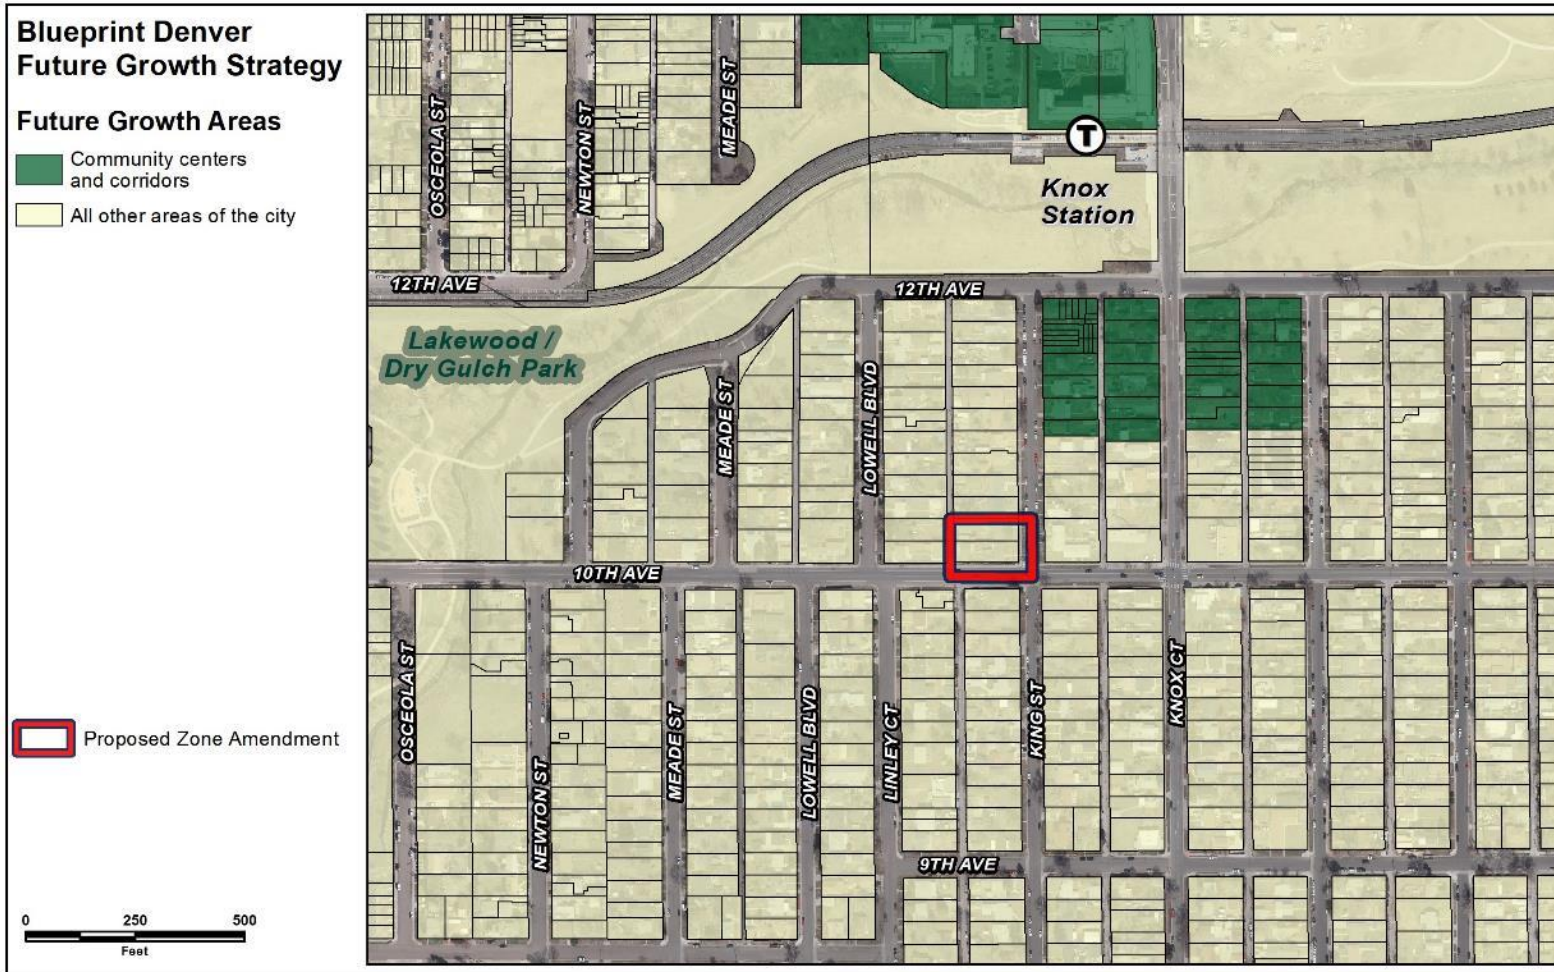 Blueprint Denver
Future Growth Strategy
Future Growth Areas
Community centers
and corridors
All other areas of the city
Proposed Zone Amendment
0 250 500
Feet
OSCEOLA ST
NEWTON ST
MEADE ST
T
Knox
Station
12TH AVE
12TH AVE
Lakewood /
Dry Gulch Park
MEADE ST
LOWELL BLVD
10TH AVE
OSCEOLA ST
NEWTON ST
MEADE ST
LOWELL BLVD
LINLEY CT
KING ST
KNOX CT
9TH AVE